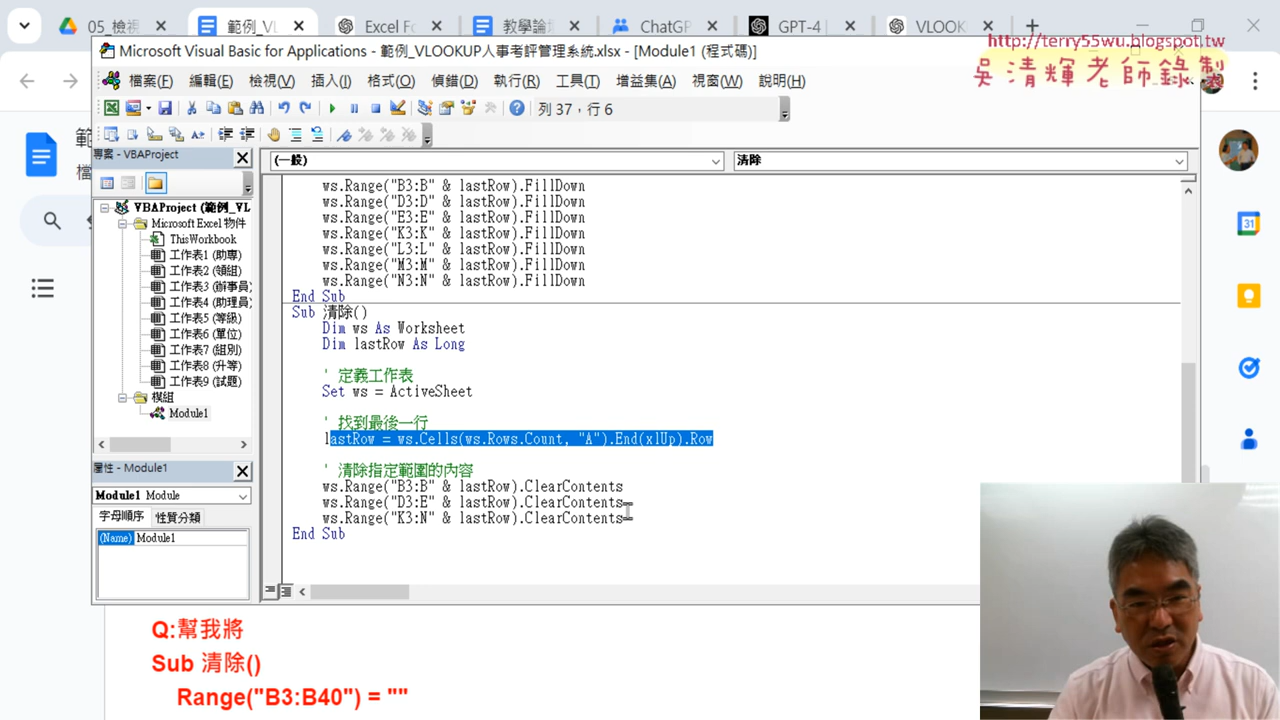 05_檢視
範例_VL
Excel Fo
教學論壇
ChatGP
GPT-4
VLOOK
Microsoft Visual Basic for Applications - 範例_VLOOKUP人事考評管理系統.xlsx - [Module1 (程式碼)]
http://terry55wu.blogspot.tw
吳清輝老師錄製
檔案(F) 編輯(E) 檢視(V) 插入(I) 格式(O) 偵錯(D) 執行(R) 工具(T) 增益集(A) 視窗(W) 說明(H)
列 37，行 6
專案 - VBAProject
(一般)
清除
VBAProject (範例_VL
Microsoft Excel 物件
ThisWorkbook
工作表1 (助專)
工作表2 (領組)
工作表3 (辦事員)
工作表4 (助理員)
工作表5 (等級)
工作表6 (單位)
工作表7 (組別)
工作表8 (升等)
工作表9 (試題)
模組
Module1
屬性 - Module1
Module1 Module
字母順序 性質分類
(Name) Module1
ws.Range("B3:B" & lastRow).FillDown
ws.Range("D3:D" & lastRow).FillDown
ws.Range("E3:E" & lastRow).FillDown
ws.Range("K3:K" & lastRow).FillDown
ws.Range("L3:L" & lastRow).FillDown
ws.Range("M3:M" & lastRow).FillDown
ws.Range("N3:N" & lastRow).FillDown
End Sub
Sub 清除()
Dim ws As Worksheet
Dim lastRow As Long
' 定義工作表
Set ws = ActiveSheet
' 找到最後一行
lastRow = ws.Cells(ws.Rows.Count, "A").End(xlUp).Row
' 清除指定範圍的內容
ws.Range("B3:B" & lastRow).ClearContents
ws.Range("D3:E" & lastRow).ClearContents
ws.Range("K3:N" & lastRow).ClearContents
End Sub
Q:幫我將
Sub 清除()
Range("B3:B40") = ""